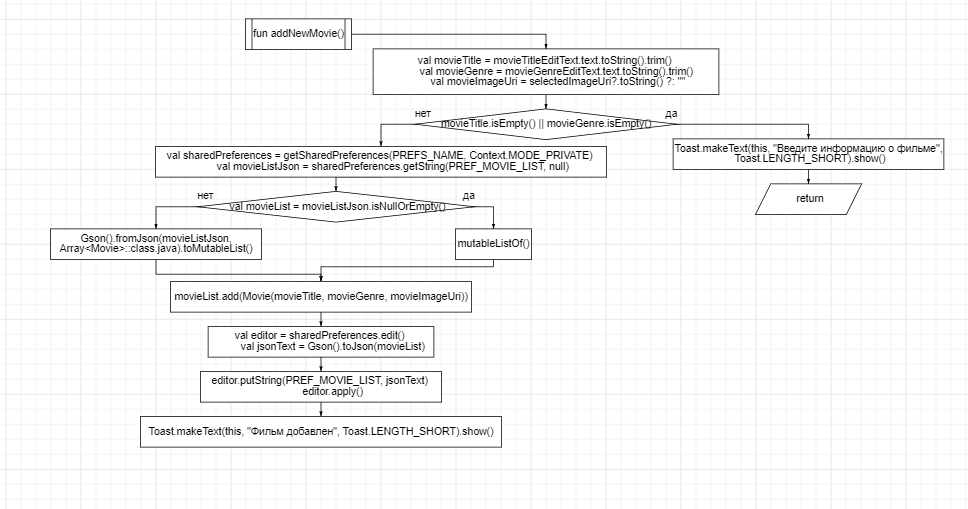 fun addNewMovie()
val movieTitle = movieTitleEditText.text.toString().trim()
val movieGenre = movieGenreEditText.text.toString().trim()
val movieImageUri = selectedImageUri?.toString() ?: ""
нет
да
movieTitle.isEmpty() || movieGenre.isEmpty()
Toast.makeText(this, "Введите информацию о фильме",
Toast.LENGTH_SHORT).show()
val sharedPreferences = getSharedPreferences(PREFS_NAME, Context.MODE_PRIVATE)
val movieListJson = sharedPreferences.getString(PREF_MOVIE_LIST, null)
return
нет
да
val movieList = movieListJson.isNullOrEmpty()
Gson().fromJson(movieListJson,
Array<Movie>::class.java).toMutableList()
mutableListOf()
movieList.add(Movie(movieTitle, movieGenre, movieImageUri))
val editor = sharedPreferences.edit()
val jsonText = Gson().toJson(movieList)
editor.putString(PREF_MOVIE_LIST, jsonText)
editor.apply()
Toast.makeText(this, "Фильм добавлен", Toast.LENGTH_SHORT).show()